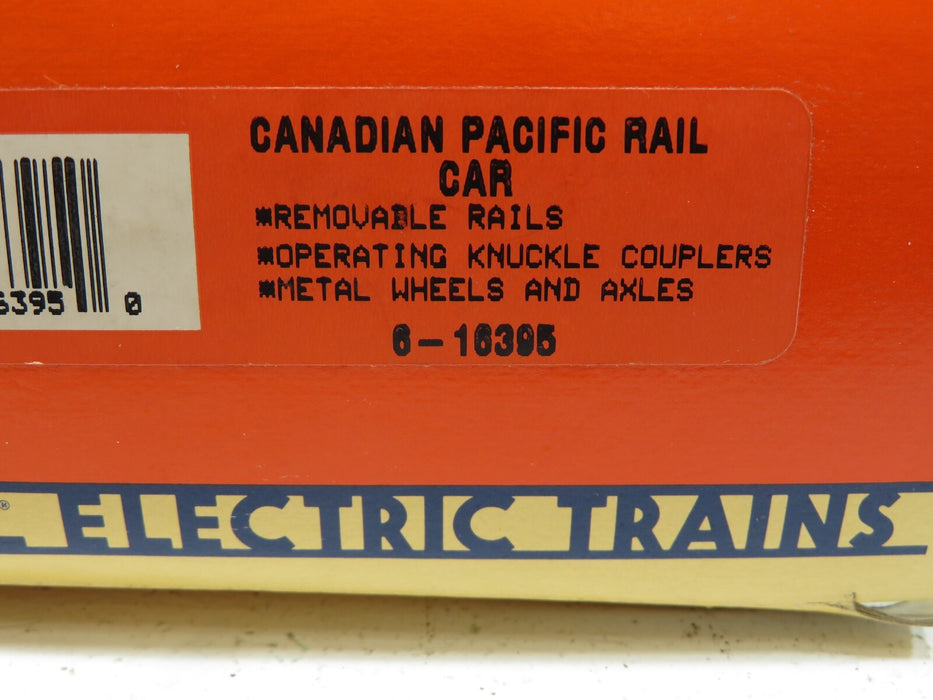 CANADIAN PACIFIC RAIL
CAR
*REMOVABLE RAILS
*OPERATING KNUCKLE COUPLERS
*METAL WHEELS AND AXLES
6-16395
6395 0
® ELECTRIC TRAINS